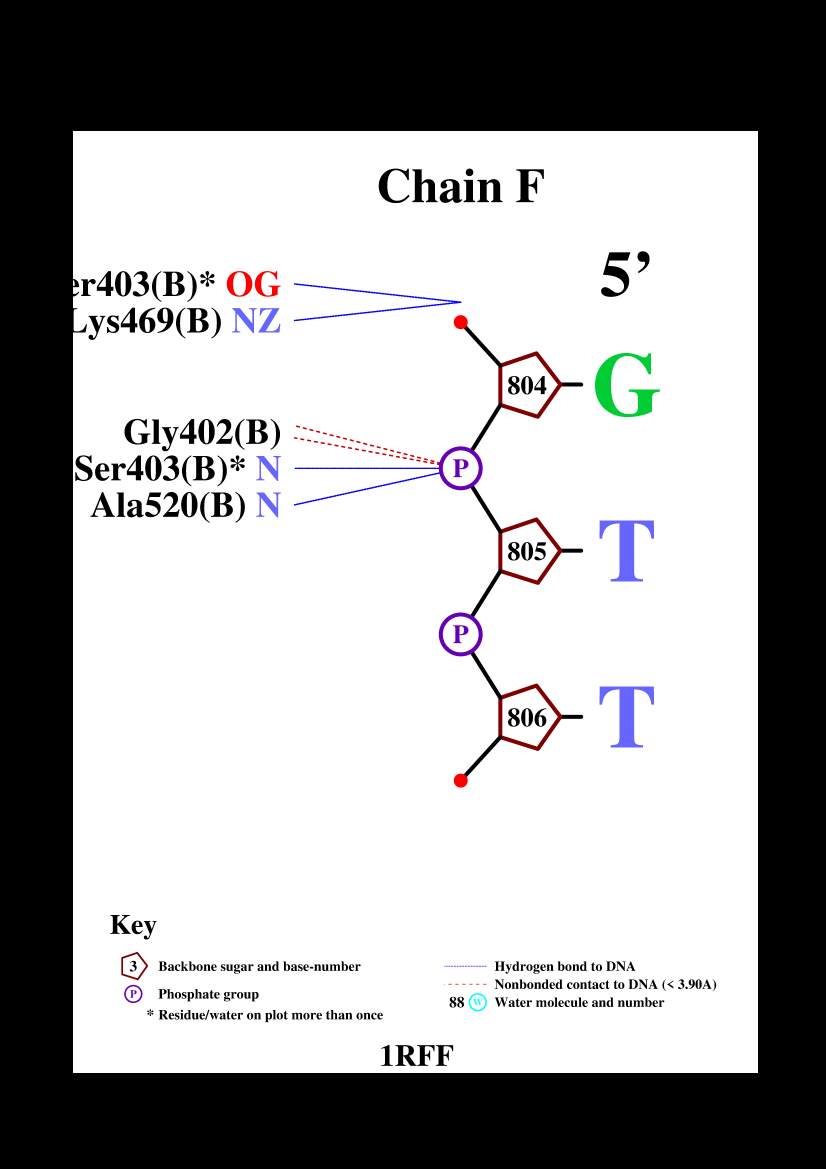 Chain F
5’
er403(B)* OG
Lys469(B) NZ
804 G
Gly402(B)
P
Ser403(B)* N
Ala520(B) N
805 T
P
806 T
Key
3 Backbone sugar and base-number
P Phosphate group
* Residue/water on plot more than once
Hydrogen bond to DNA
Nonbonded contact to DNA (< 3.90A)
88 W Water molecule and number
1RFF